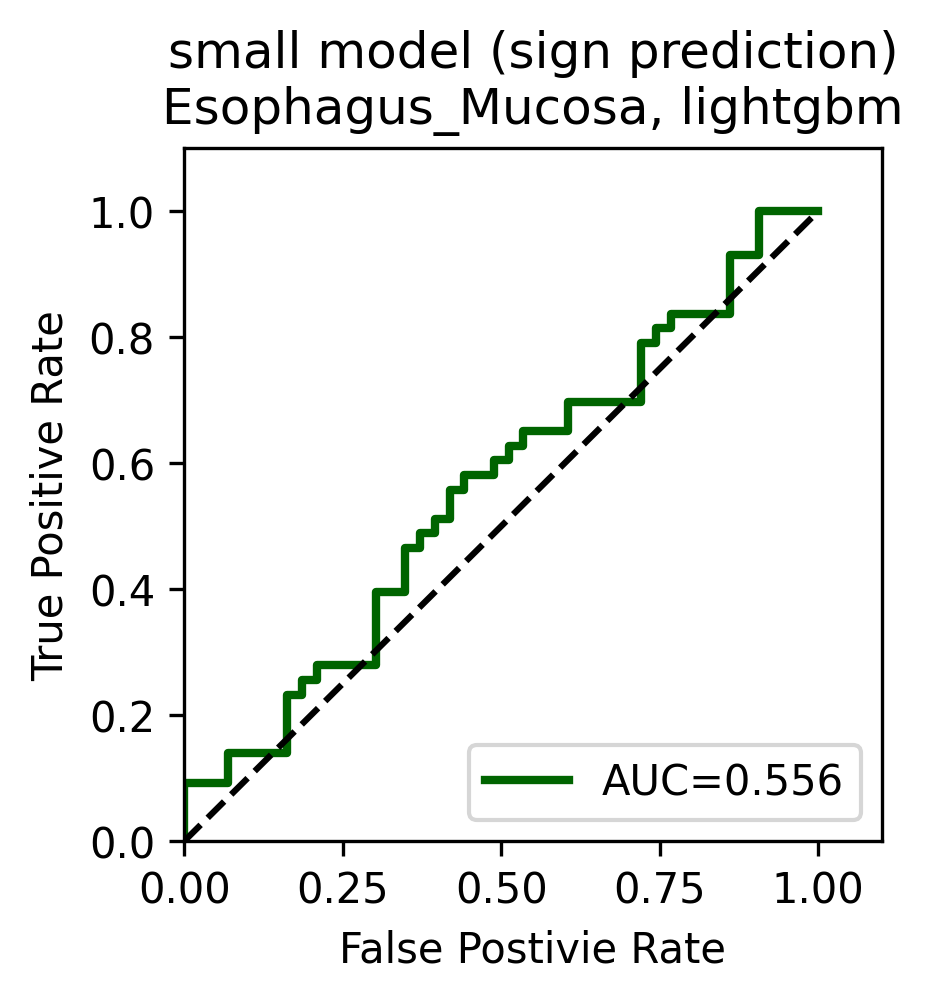 small model (sign prediction)
Esophagus_Mucosa, lightgbm
1.0
0.8
0.6
0.4
0.2
0.0
True Positive Rate
AUC=0.556
0.00 0.25 0.50 0.75 1.00
False Postivie Rate